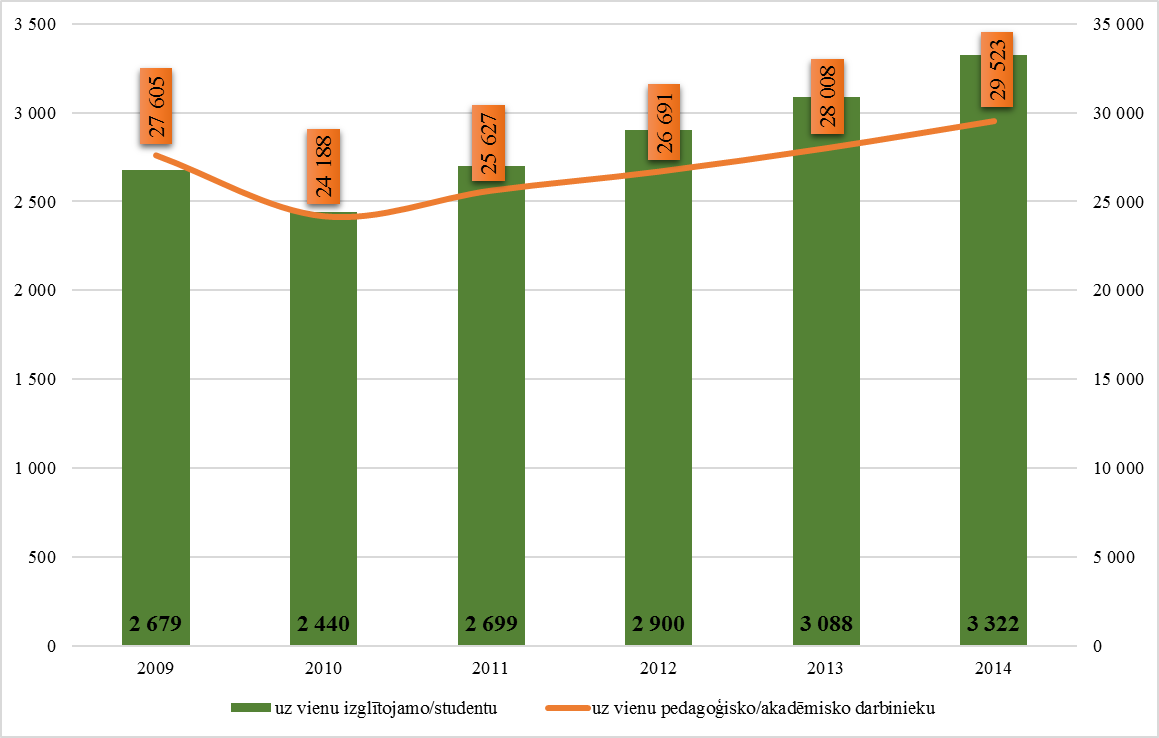 3 500 35 000
3 000 30 000
2 500 25 000
2 000 20 000
1 500 15 000
1 000 10 000
500 5 000
0 0
27 605
24 188
25 627
26 691
28 008
29 523
2 679 2 440 2 699 2 900 3 088 3 322
2009 2010 2011 2012 2013 2014
uz vienu izglītojamo/studentu uz vienu pedagoģisko/akadēmisko darbinieku